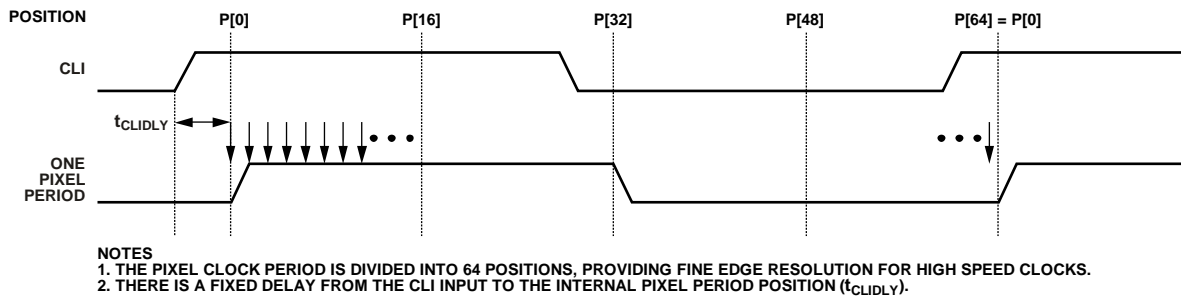 POSITION P[0] P[16] P[32] P[48] P[64] = P[0]
CLI
tCLIDLY
ONE
PIXEL
PERIOD
NOTES
1. THE PIXEL CLOCK PERIOD IS DIVIDED INTO 64 POSITIONS, PROVIDING FINE EDGE RESOLUTION FOR HIGH SPEED CLOCKS.
2. THERE IS A FIXED DELAY FROM THE CLI INPUT TO THE INTERNAL PIXEL PERIOD POSITION (tCLIDLY).